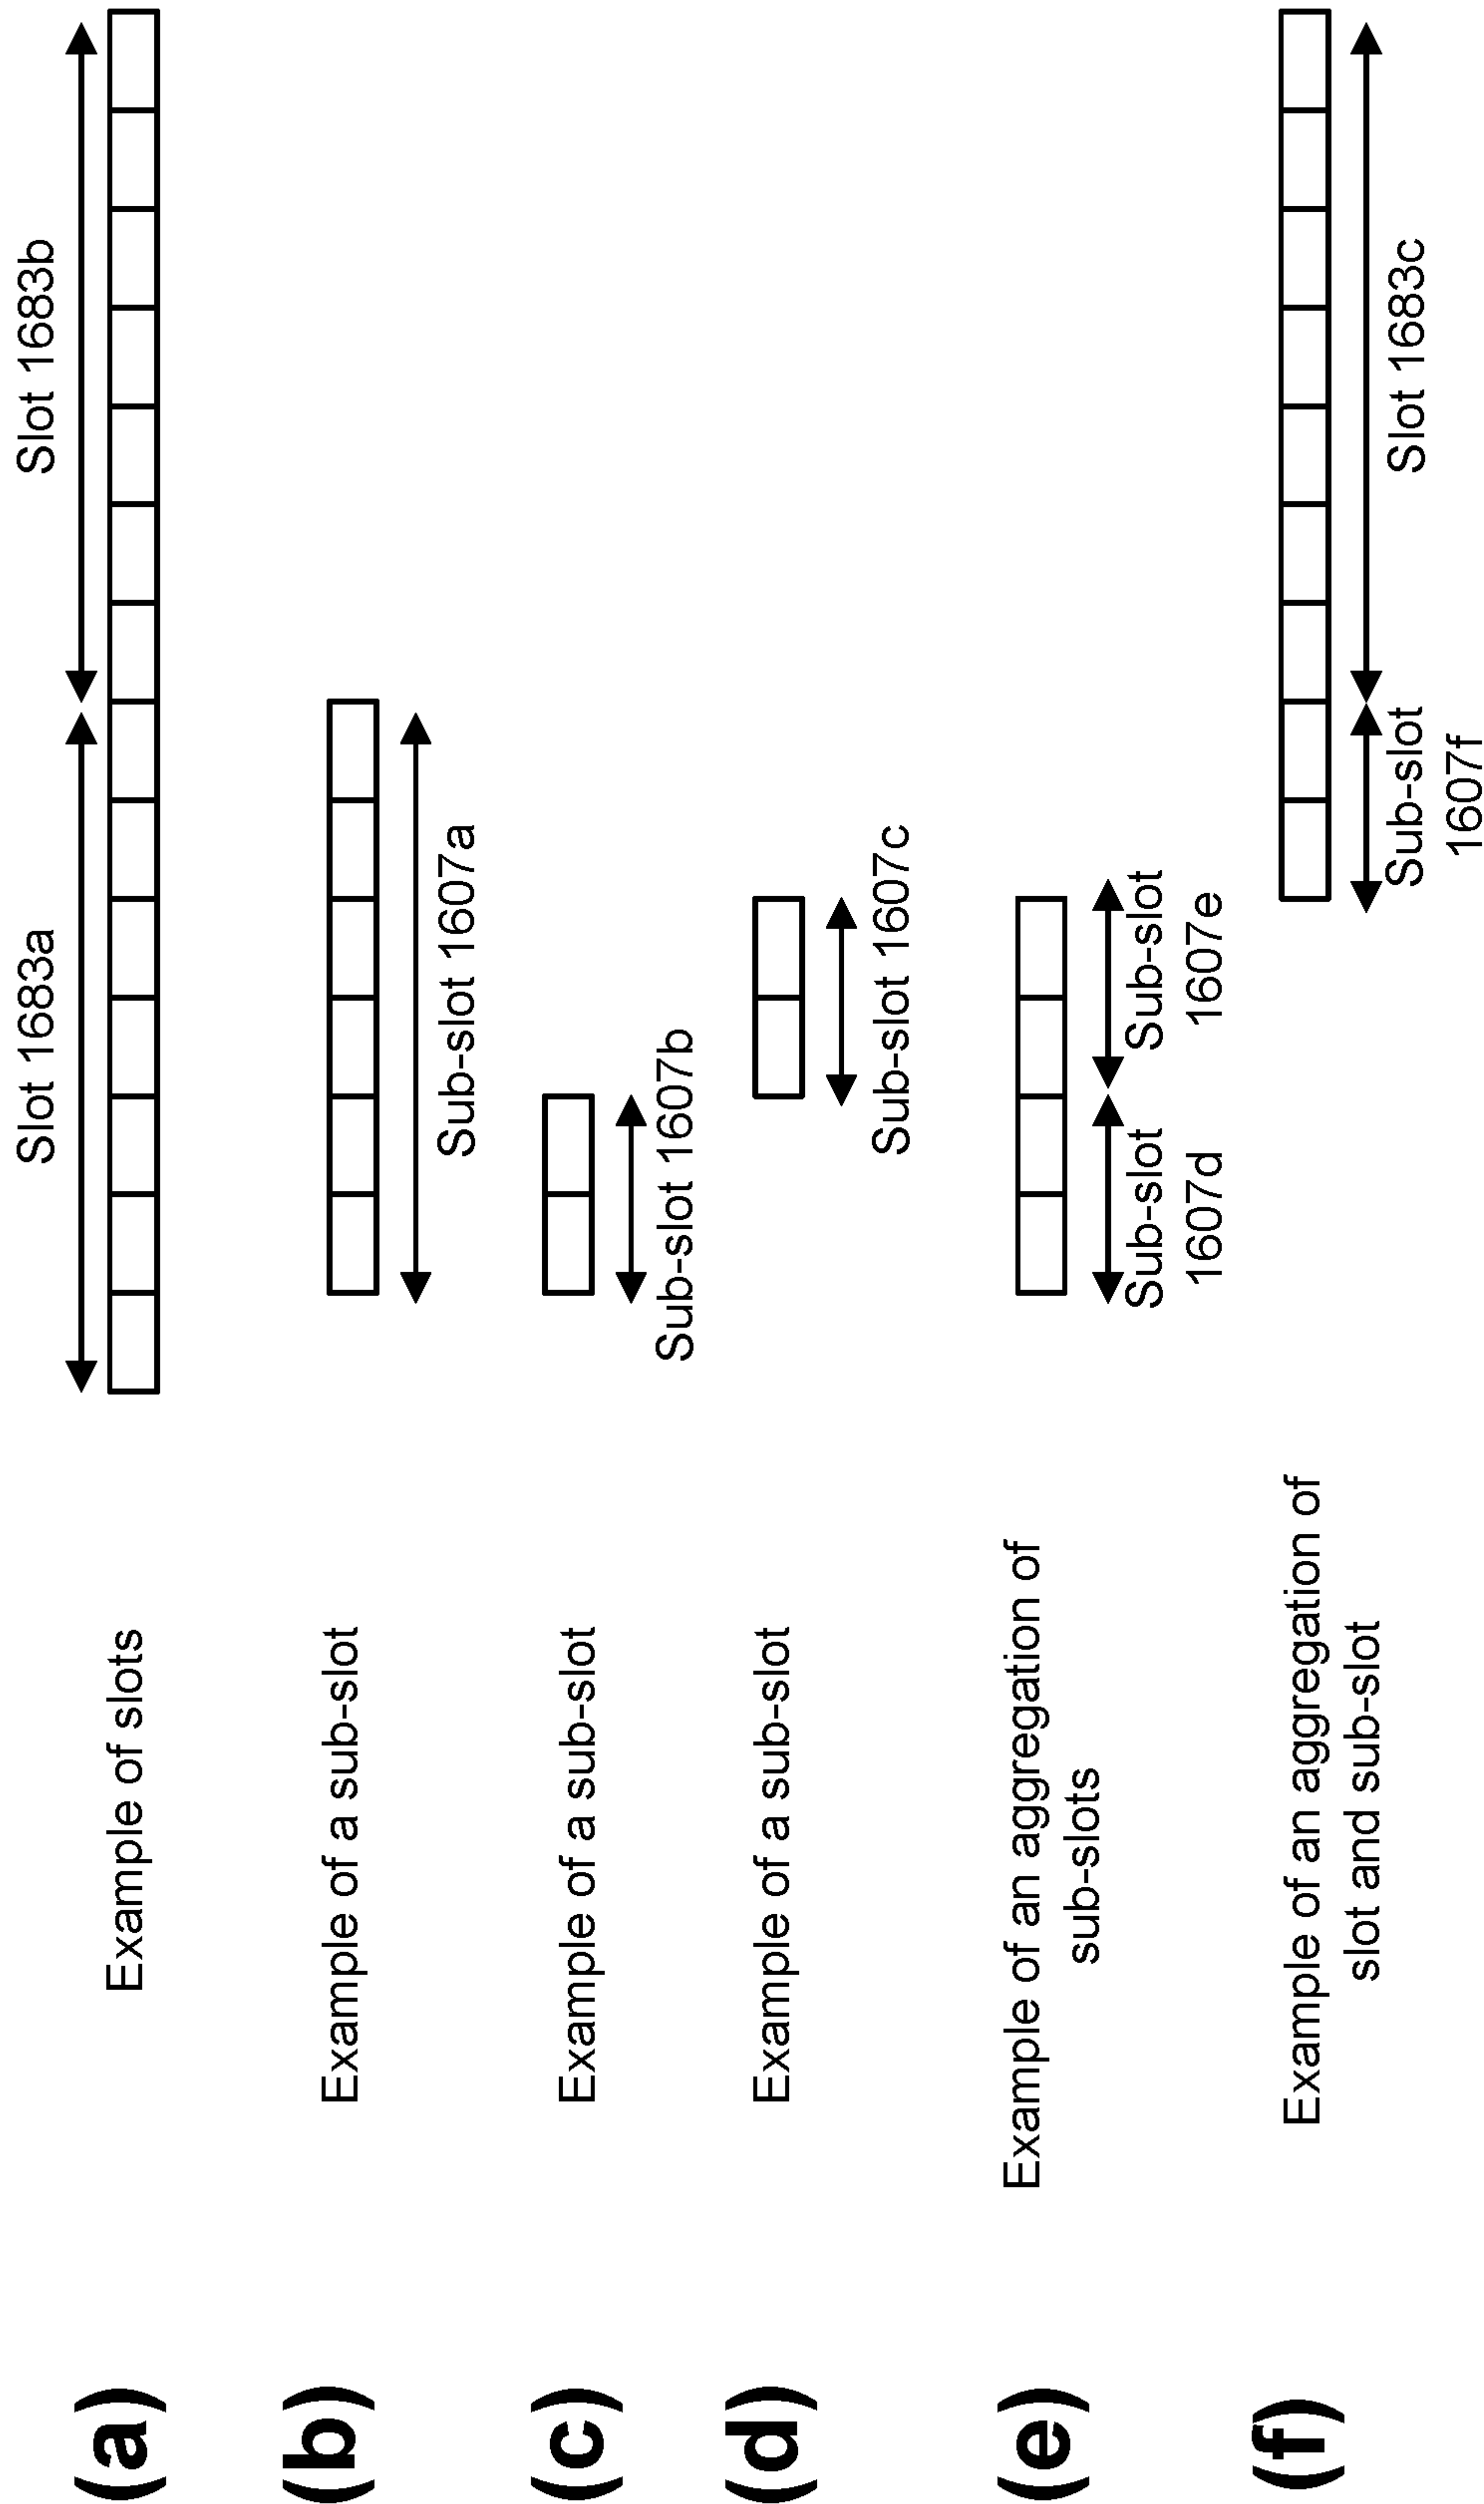 (a)
Example of slots
Slot 1683a
Slot 1683b
(b)
Example of a sub-slot
Sub-slot 1607a
(c)
Example of a sub-slot
Sub-slot 1607b
(d)
Example of a sub-slot
Sub-slot 1607c
(e)
Example of an aggregation of
sub-slots
Sub-slot
1607d
Sub-slot
1607e
(f)
Example of an aggregation of
slot and sub-slot
Sub-slot
1607f
Slot 1683c